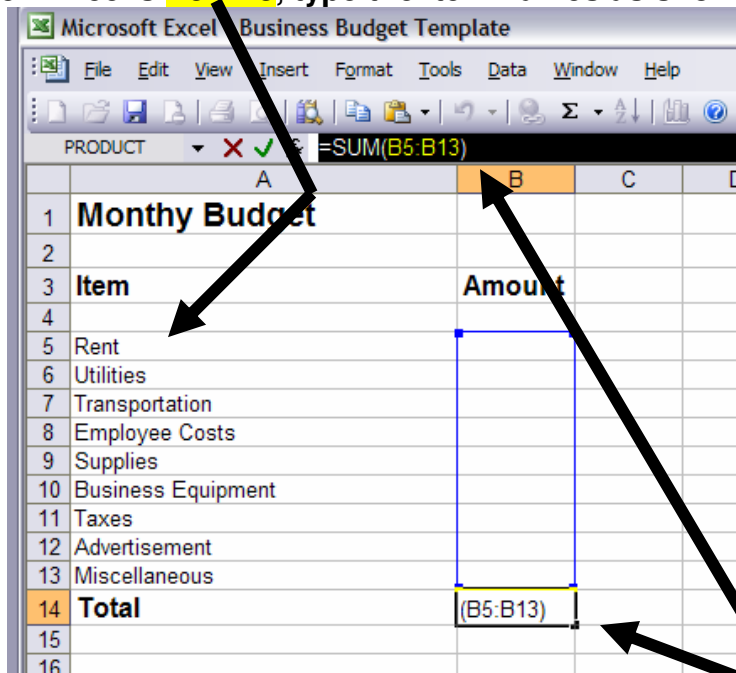 , type
Microsoft Excel - Business Budget Template
File Edit View Insert Format Tools Data Window Help
Σ
PRODUCT =SUM(B5:B13)
A B C
1 Monthy Budget
2
3 Item Amount
4
5 Rent
6 Utilities
7 Transportation
8 Employee Costs
9 Supplies
10 Business Equipment
11 Taxes
12 Advertisement
13 Miscellaneous
14 Total (B5:B13)
15
16